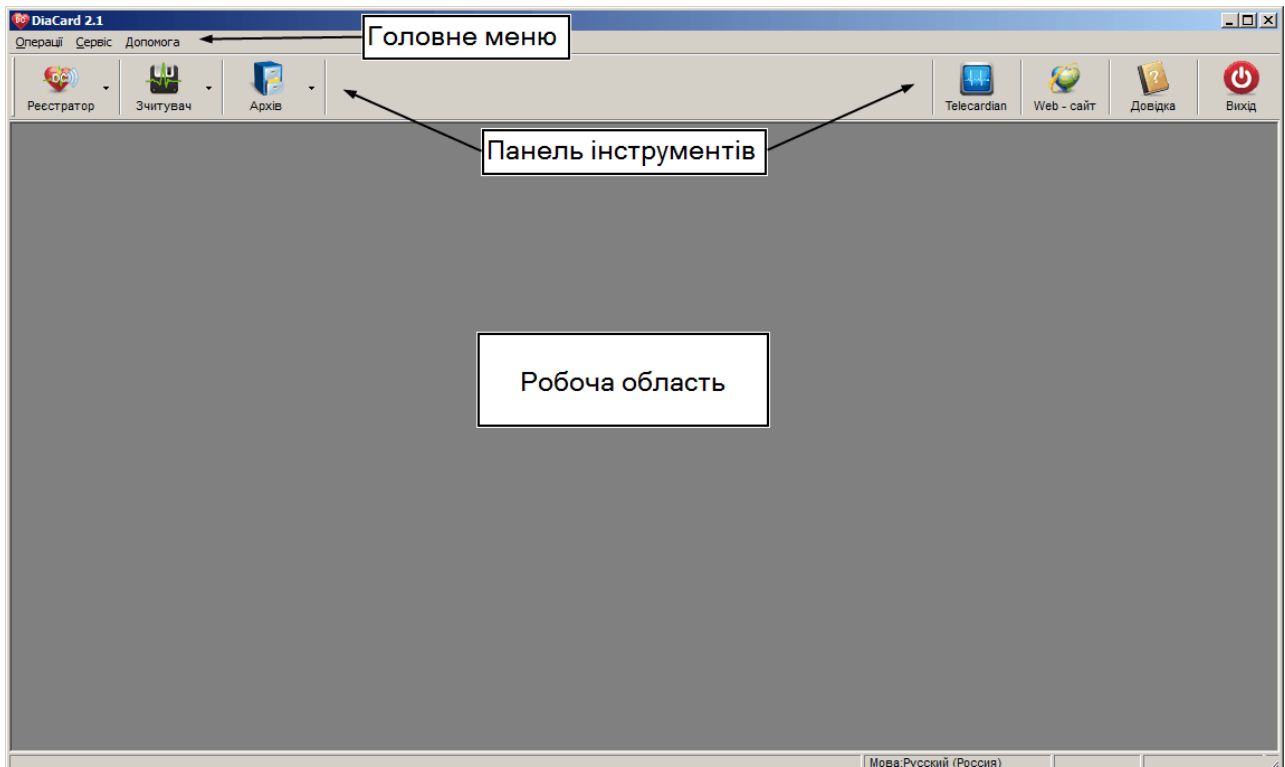 DiaCard 2.1
Операції Сервіс Допомога
Головне меню
Реєстратор Зчитувач Архів Telecardian Web - сайт Довідка Вихід
Панель інструментів
Робоча область
Мова:Русский (Россия)